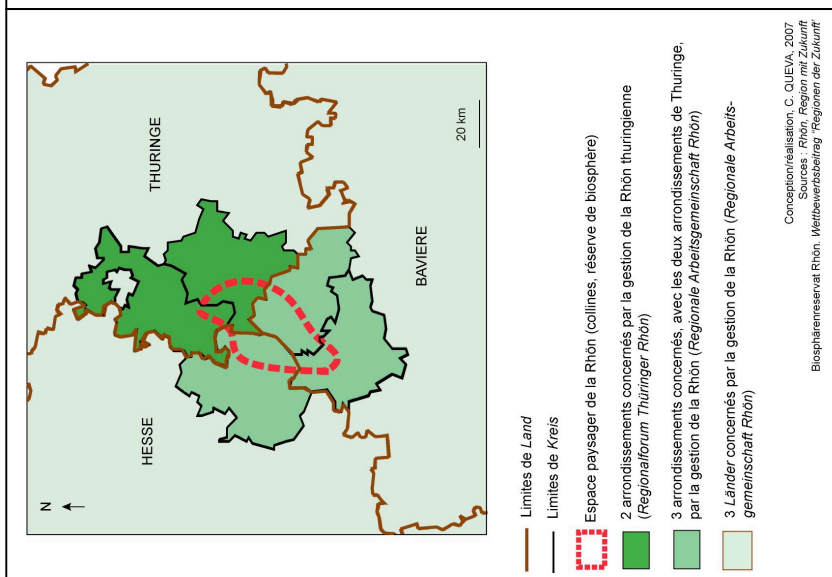 N
HESSE
THURINGE
BAVIERE
20 km
Limites de Land
Limites de Kreis
Espace paysager de la Rhön (collines, réserve de biosphère)
2 arrondissements concernés par la gestion de la Rhön thuringienne
(Regionalforum Thüringer Rhön)
3 arrondissements concernés, avec les deux arrondissements de Thuringe,
par la gestion de la Rhön (Regionale Arbeitsgemeinschaft Rhön)
3 Länder concernés par la gestion de la Rhön (Regionale Arbeits-
gemeinschaft Rhön)
Conception/réalisation, C. QUEVA, 2007
Sources : Rhön, Region mit Zukunft
Biosphärenreservat Rhön. Wettbewerbsbeitrag "Regionen der Zukunft"